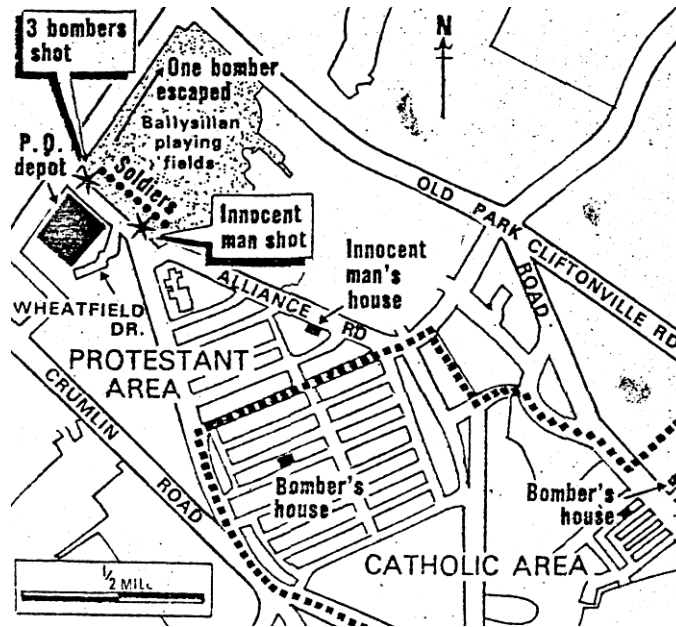 3 bombers
shot
N
One bomber
escaped
Ballysillan
playing
fields
P.O.
depot
Soldiers
Innocent
man shot
OLD PARK
ROAD
CLIFTONVILLE RD
Innocent
man's
house
ALLIANCE
RD
WHEATFIELD
DR.
PROTESTANT
AREA
CRUMLIN
ROAD
Bomber's
house
Bomber's
house
CATHOLIC AREA
1/2 MILE